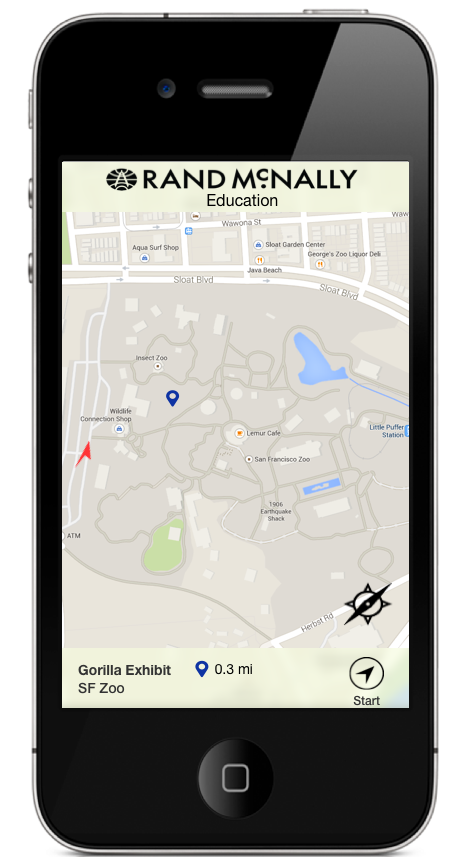 RAND McNALLY
Education
Waw
Wawona St
Aqua Surf Shop
Sloat Garden Center
George's Zoo Liquor Deli
Java Beach
Sloat Blvd
Sloat Blvd
Insect Zoo
Wildlife
Connection Shop
Lemur Cafe
Little Puffer
Station
San Francisco Zoo
1906
Earthquake
Shack
ATM
Herbst Rd
Gorilla Exhibit
0.3 mi
SF Zoo
Start